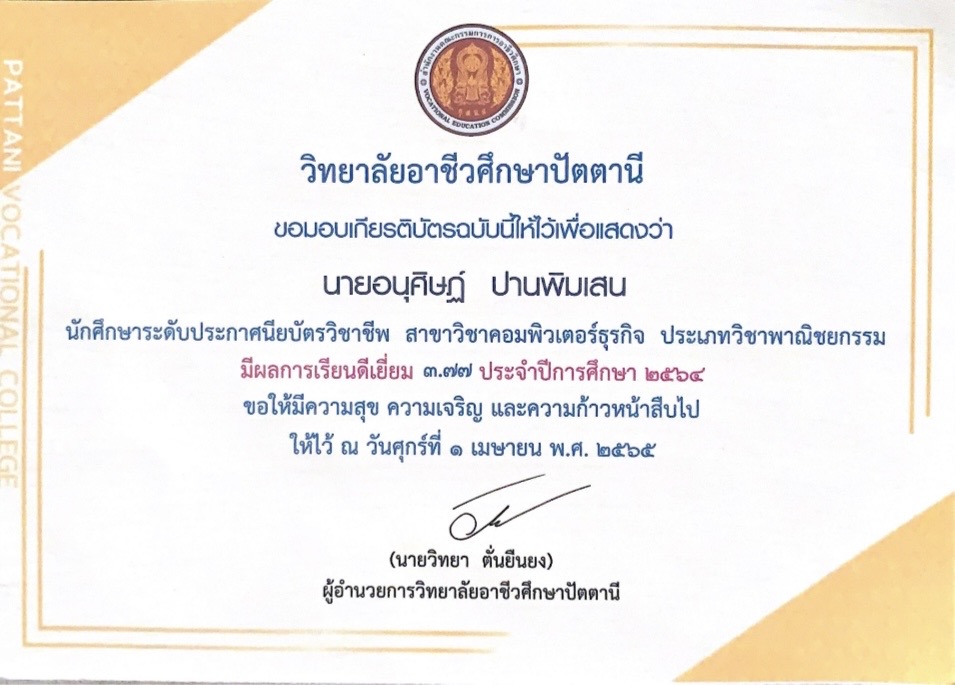 สำนักงานคณะกรรมการการอาชีวศึกษา
VOCATIONAL EDUCATION COMMISSION
วิทยาลัยอาชีวศึกษาปัตตานี
ขอมอบเกียรติบัตรฉบับนี้ให้ไว้เพื่อแสดงว่า
นายอนุศิษฏ์ ปานพิมเสน
นักศึกษาระดับประกาศนียบัตรวิชาชีพ สาขาวิชาคอมพิวเตอร์ธุรกิจ ประเภทวิชาพาณิชยกรรม
มีผลการเรียนดีเยี่ยม ๓.๗๗ ประจำปีการศึกษา ๒๕๖๔
ขอให้มีความสุข ความเจริญ และความก้าวหน้าสืบไป
ให้ไว้ ณ วันศุกร์ที่ ๑ เมษายน พ.ศ. ๒๕๖๕
(นายวิทยา ตั่นยืนยง)
ผู้อำนวยการวิทยาลัยอาชีวศึกษาปัตตานี
PATTANI VOCATIONAL COLLEGE